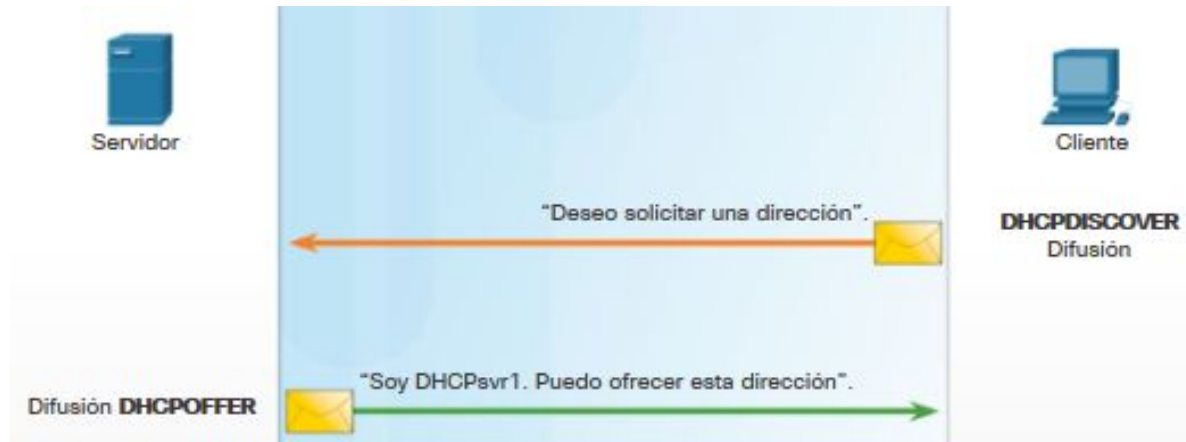 Servidor
Cliente
“Deseo solicitar una dirección”.
DHCPDISCOVER
Difusión
“Soy DHCPsvr1. Puedo ofrecer esta dirección”.
Difusión DHCPOFFER